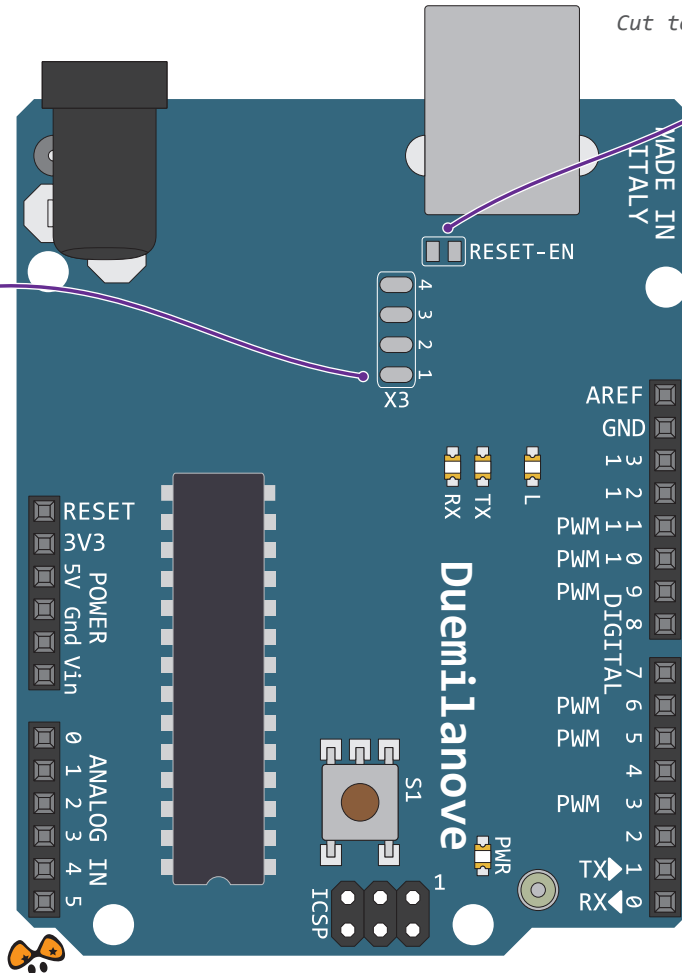 Cut to
MADE IN
ITALY
RESET-EN
4
3
2
1
X3
AREF
GND
13
12
PWM 11
PWM 10
PWM 9
8
DIGITAL
7
PWM 6
PWM 5
4
PWM 3
2
TX 1
RX 0
RX
TX
L
RESET
3V3
5V
Gnd
Vin
POWER
Duemilanove
0
1
2
3
4
5
ANALOG IN
S1
PWR
1
ICSP